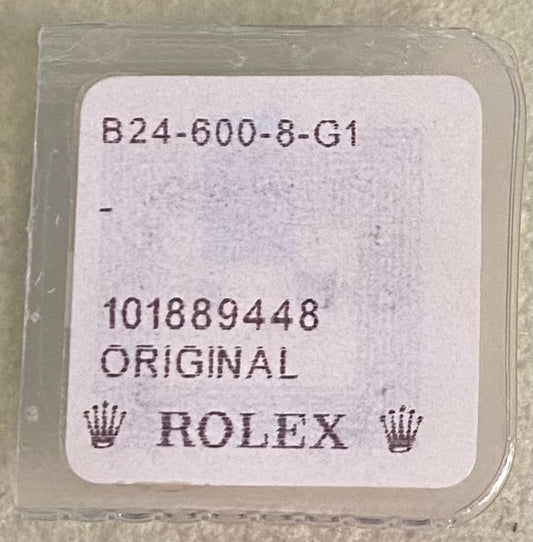 B24-600-8-G1
-
101889448
ORIGINAL
ROLEX